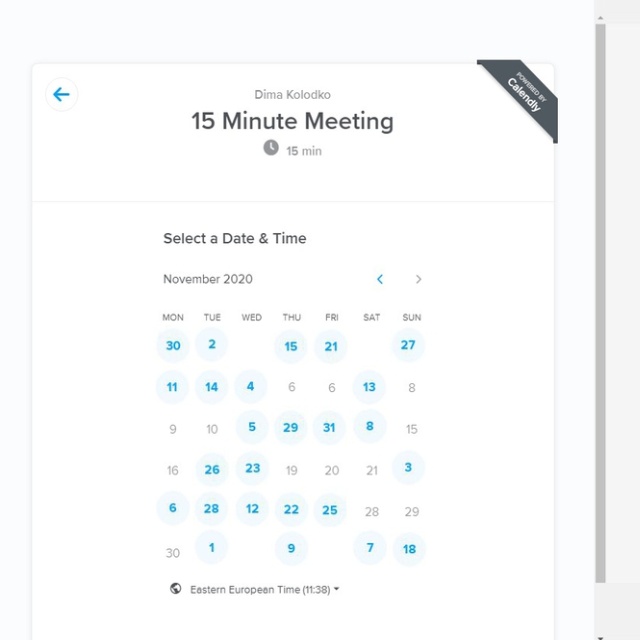 POWERED BY
Calendly
Dima Kolodko
15 Minute Meeting
15 min
Select a Date & Time
November 2020
MON TUE WED THU FRI SAT SUN
30 2 15 21 27
11 14 4 6 6 13 8
9 10 5 29 31 8 15
16 26 23 19 20 21 3
6 28 12 22 25 28 29
30 1 9 7 18
Eastern European Time (11:38)